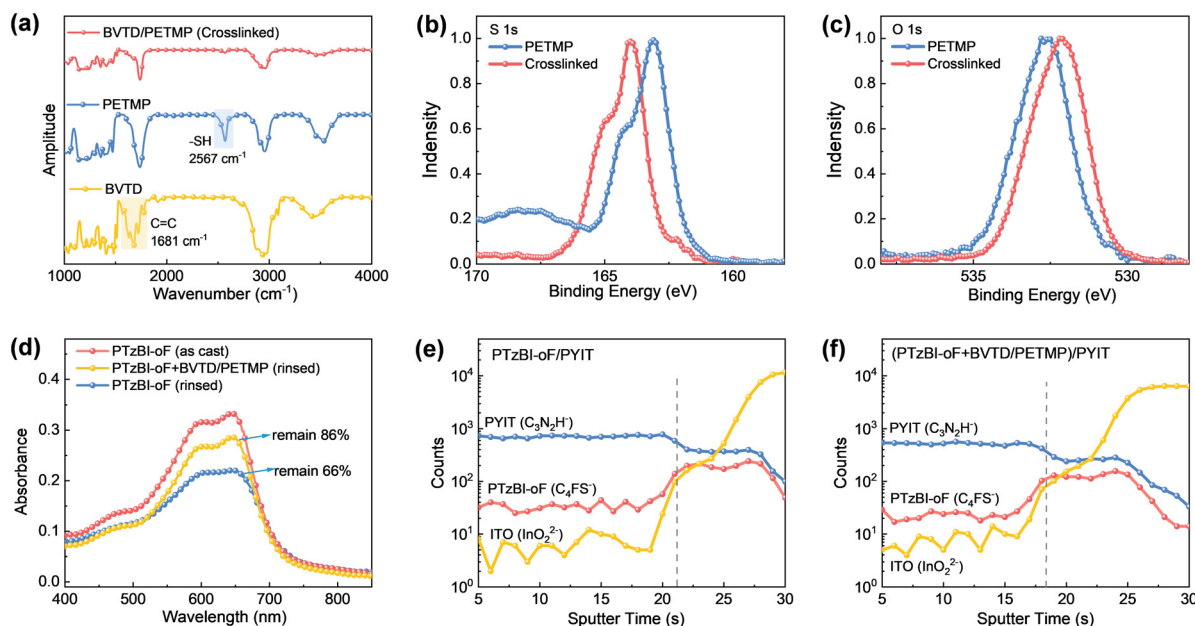 (a)
BVTD/PETMP (Crosslinked)
PETMP
-SH
2567 cm⁻¹
BVTD
C=C
1681 cm⁻¹
Amplitude
1000 2000 3000 4000
Wavenumber (cm⁻¹)
(b)
S 1s
PETMP
Crosslinked
Indensity
1.0
0.8
0.6
0.4
0.2
0.0
170 165 160
Binding Energy (eV)
(c)
O 1s
PETMP
Crosslinked
Indensity
1.0
0.8
0.6
0.4
0.2
0.0
535 530
Binding Energy (eV)
(d)
PTzBI-oF (as cast)
PTzBI-oF+BVTD/PETMP (rinsed)
PTzBI-oF (rinsed)
remain 86%
remain 66%
Absorbance
0.4
0.3
0.2
0.1
0.0
400 500 600 700 800
Wavelength (nm)
(e)
PTzBI-oF/PYIT
PYIT (C₃N₂H⁻)
PTzBI-oF (C₄FS⁻)
ITO (InO₂²⁻)
Counts
10⁴
10³
10²
10¹
10⁰
5 10 15 20 25 30
Sputter Time (s)
(f)
(PTzBI-oF+BVTD/PETMP)/PYIT
PYIT (C₃N₂H⁻)
PTzBI-oF (C₄FS⁻)
ITO (InO₂²⁻)
Counts
10⁴
10³
10²
10¹
10⁰
5 10 15 20 25 30
Sputter Time (s)